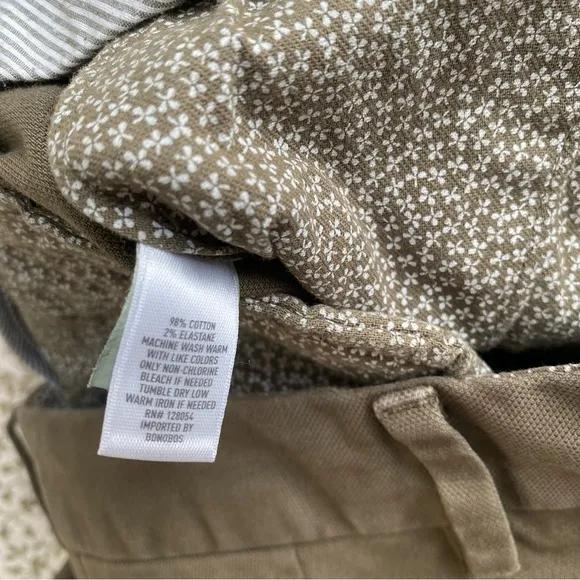 98% COTTON
2% ELASTANE
MACHINE WASH WARM
WITH LIKE COLORS
ONLY NON-CHLORINE
BLEACH IF NEEDED
TUMBLE DRY LOW
WARM IRON IF NEEDED
RN# 128054
IMPORTED BY
BONOBOS